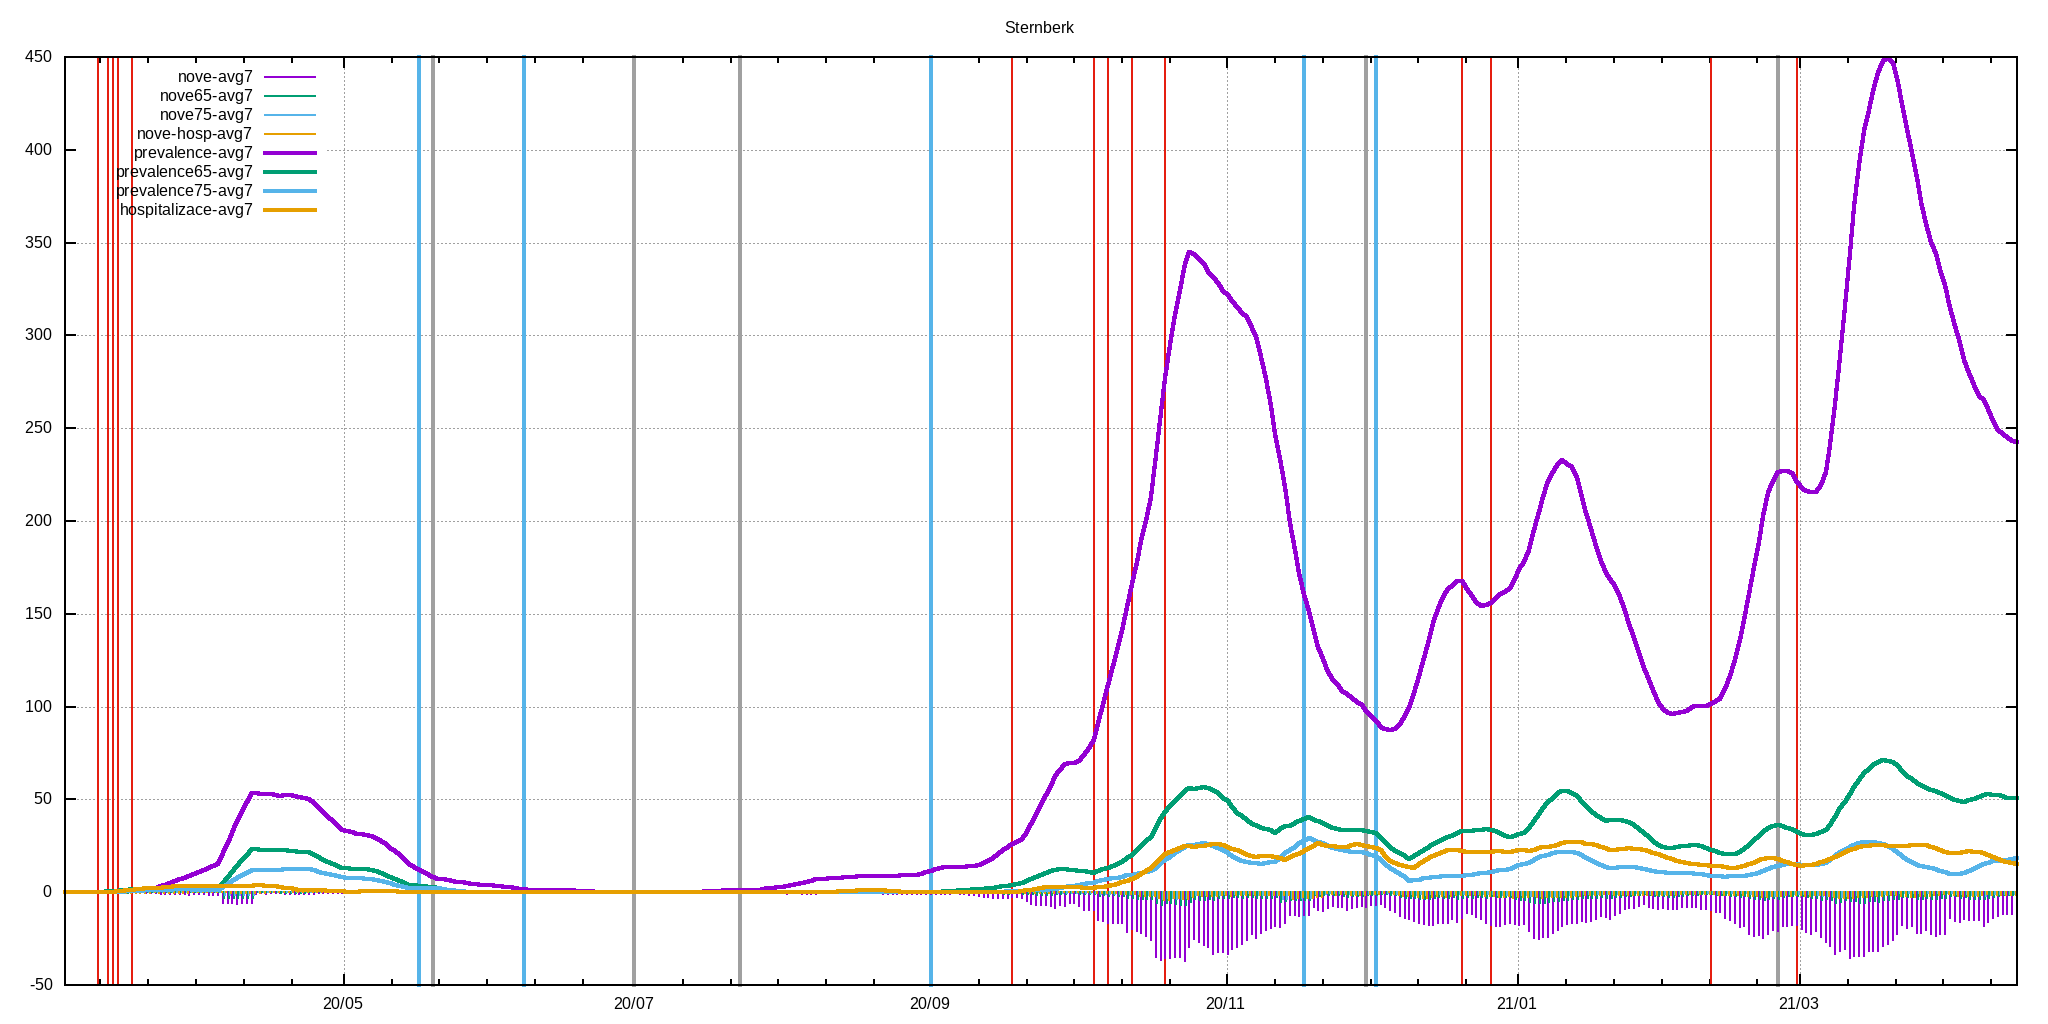 Sternberk
450
400
350
300
250
200
150
100
50
0
-50
nove-avg7
nove65-avg7
nove75-avg7
nove-hosp-avg7
prevalence-avg7
prevalence65-avg7
prevalence75-avg7
hospitalizace-avg7
20/05 20/07 20/09 20/11 21/01 21/03